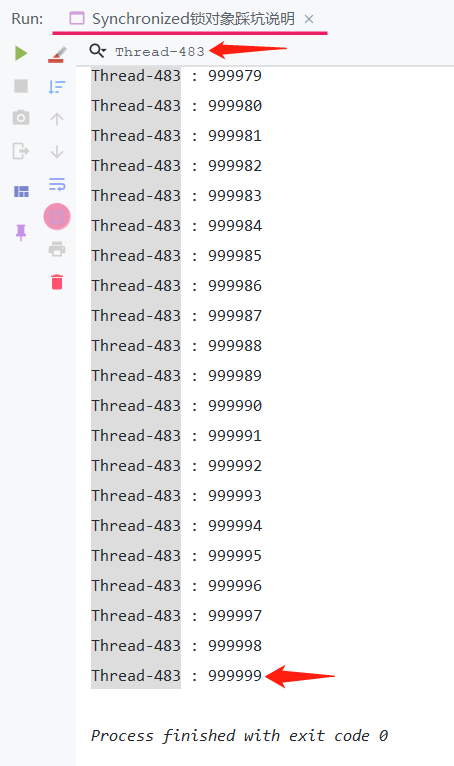 Run: Synchronized锁对象踩坑说明 ×
Thread-483
Thread-483 : 999979
Thread-483 : 999980
Thread-483 : 999981
Thread-483 : 999982
Thread-483 : 999983
Thread-483 : 999984
Thread-483 : 999985
Thread-483 : 999986
Thread-483 : 999987
Thread-483 : 999988
Thread-483 : 999989
Thread-483 : 999990
Thread-483 : 999991
Thread-483 : 999992
Thread-483 : 999993
Thread-483 : 999994
Thread-483 : 999995
Thread-483 : 999996
Thread-483 : 999997
Thread-483 : 999998
Thread-483 : 999999
Process finished with exit code 0